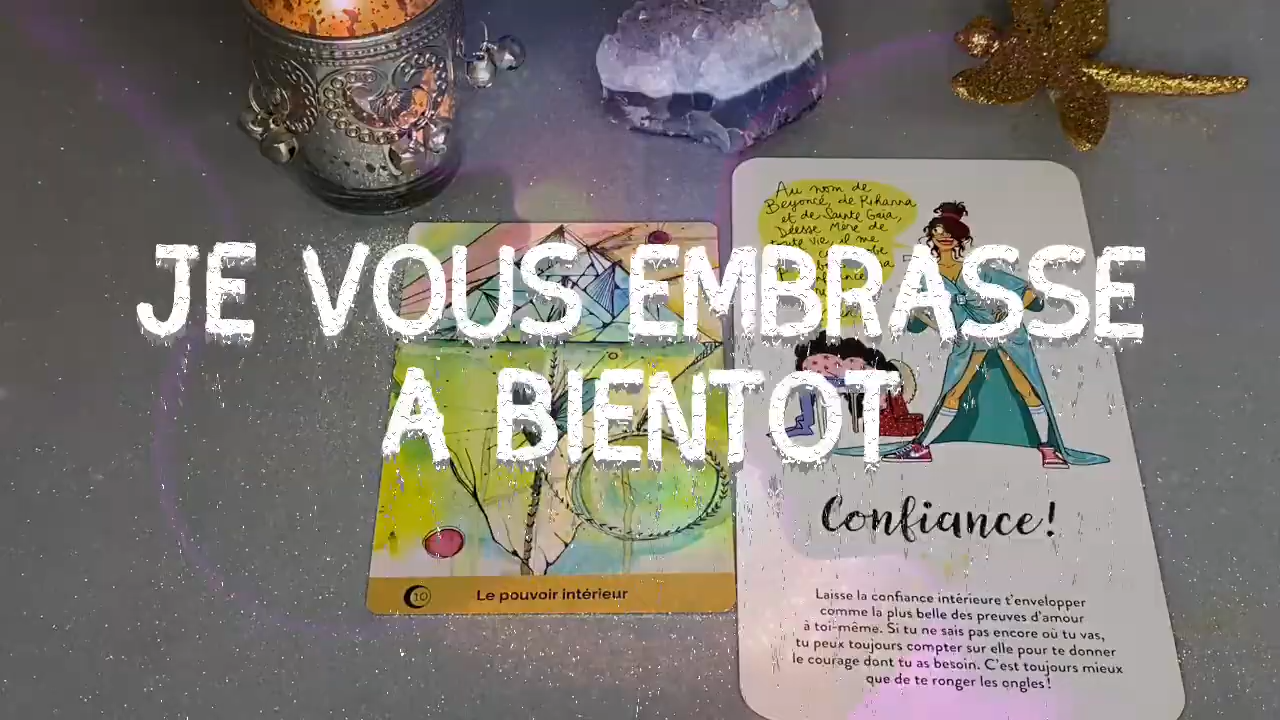 JE VOUS EMBRASSE
A BIENTOT
Au nom de
Beyoncé, de Rihanna
et de Sainte Gaïa,
Déesse Mère de
vie,
me
10
Le pouvoir intérieur
Confiance!
Laisse la confiance intérieure t'envelopper
comme la plus belle des preuves d'amour
à toi-même. Si tu ne sais pas encore où tu vas,
tu peux toujours compter sur elle pour te donner
le courage dont tu as besoin. C'est toujours mieux
que de te ronger les ongles!